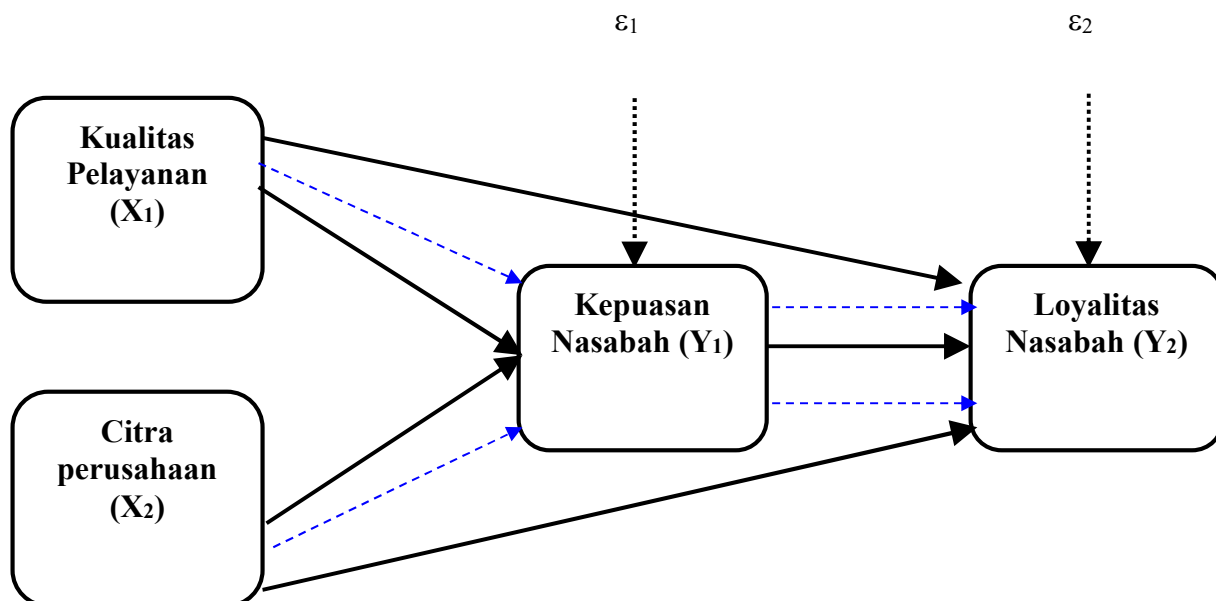 ε1
ε2
Kualitas
Pelayanan
(X1)
Kepuasan
Nasabah (Y1)
Loyalitas
Nasabah (Y2)
Citra
perusahaan
(X2)